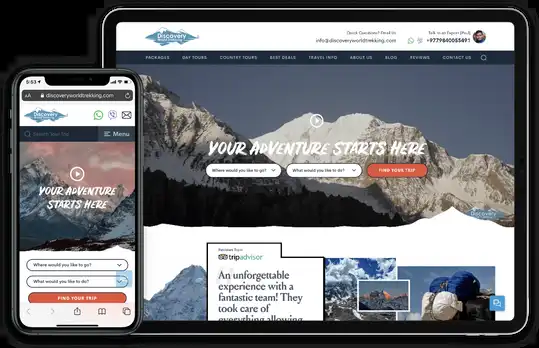 5:53
AA
discoveryworldtrekking.com
Discovery
Search Your Trip
Menu
YOUR ADVENTURE
STARTS HERE
Where would you like to go?
What would you like to do?
FIND YOUR TRIP
Discovery
Quick Questions? Email Us
info@discoveryworldtrekking.com
Talk to an Expert (Paul)
+9779840085491
PACKAGES DAY TOURS COUNTRY TOURS BEST DEALS TRAVEL INFO ABOUT US BLOG REVIEWS CONTACT US
YOUR ADVENTURE STARTS HERE
Where would you like to go?
What would you like to do?
FIND YOUR TRIP
Discovery
Reviews from
tripadvisor
An unforgettable
experience with a
fantastic team! They
took care of
everything allowing